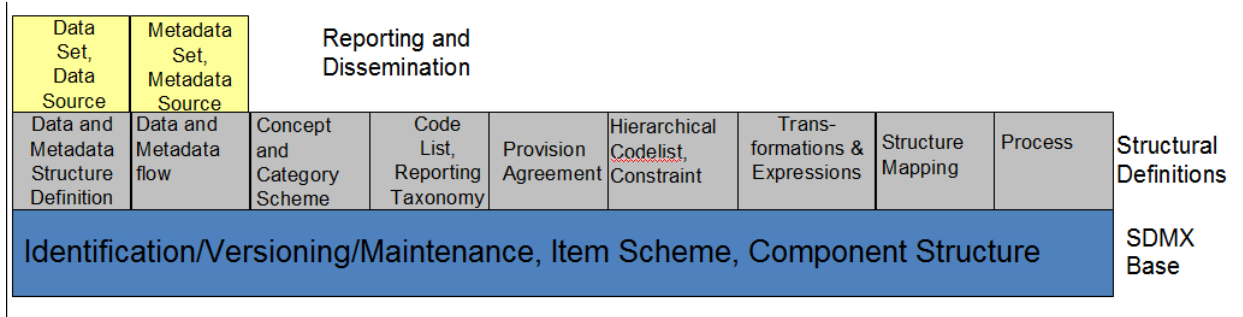 Data
Set,
Data
Source
Metadata
Set,
Metadata
Source
Reporting and
Dissemination
Data and
Metadata
Structure
Definition
Data and
Metadata
flow
Concept
and
Category
Scheme
Code
List,
Reporting
Taxonomy
Provision
Agreement
Hierarchical
Codelist,
Constraint
Trans-
formations &
Expressions
Structure
Mapping
Process
Structural
Definitions
Identification/Versioning/Maintenance, Item Scheme, Component Structure
SDMX
Base